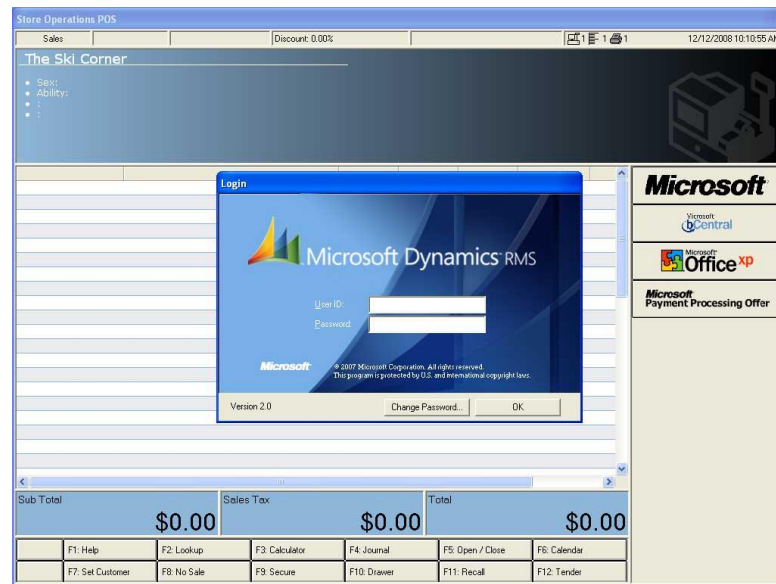 Store Operations POS
Sales Discount: 0.00% 1 1 1 12/12/2008 10:10:55 AM
The Ski Corner
• Sex:
• Ability:
• :
• :
Login
Microsoft Dynamics RMS
User ID:
Password:
Microsoft
© 2007 Microsoft Corporation. All rights reserved.
This program is protected by U.S. and international copyright laws.
Version 2.0 Change Password... OK
Microsoft
Microsoft
bCentral
Microsoft
Office xp
Microsoft
Payment Processing Offer
Sub Total Sales Tax Total
$0.00 $0.00 $0.00
F1: Help F2: Lookup F3: Calculator F4: Journal F5: Open / Close F6: Calendar
F7: Set Customer F8: No Sale F9: Secure F10: Drawer F11: Recall F12: Tender